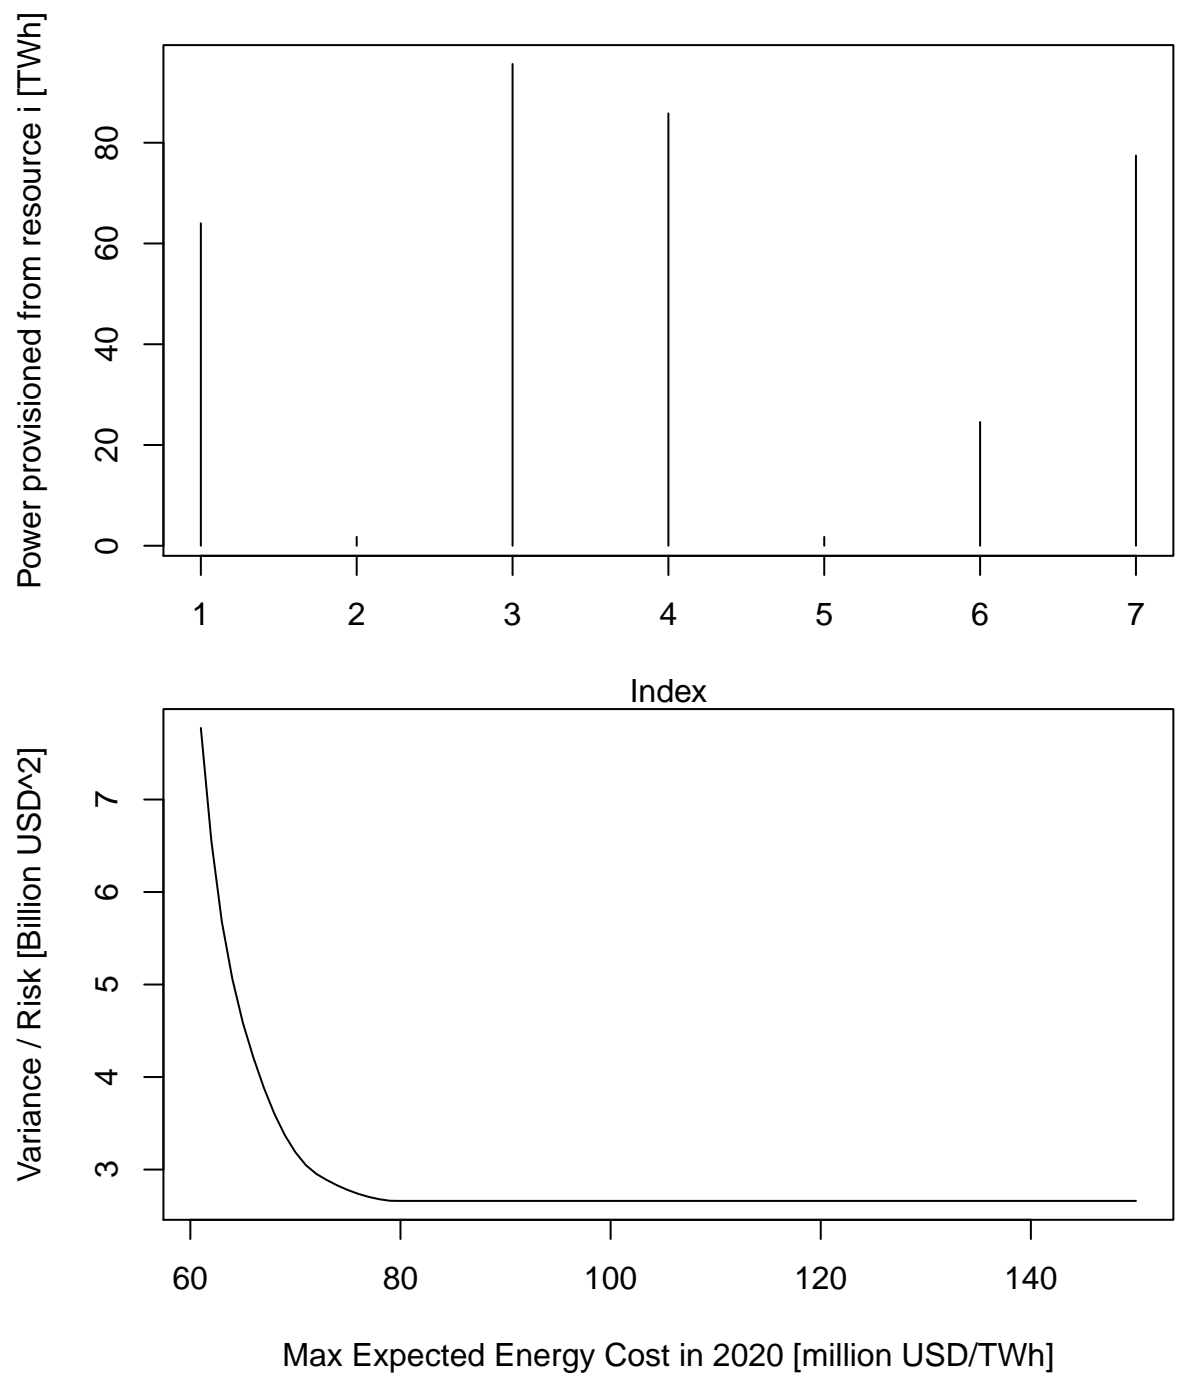 Power provisioned from resource i [TWh]
80
60
40
20
0
1 2 3 4 5 6 7
Index
Variance / Risk [Billion USD^2]
7
6
5
4
3
60 80 100 120 140
Max Expected Energy Cost in 2020 [million USD/TWh]